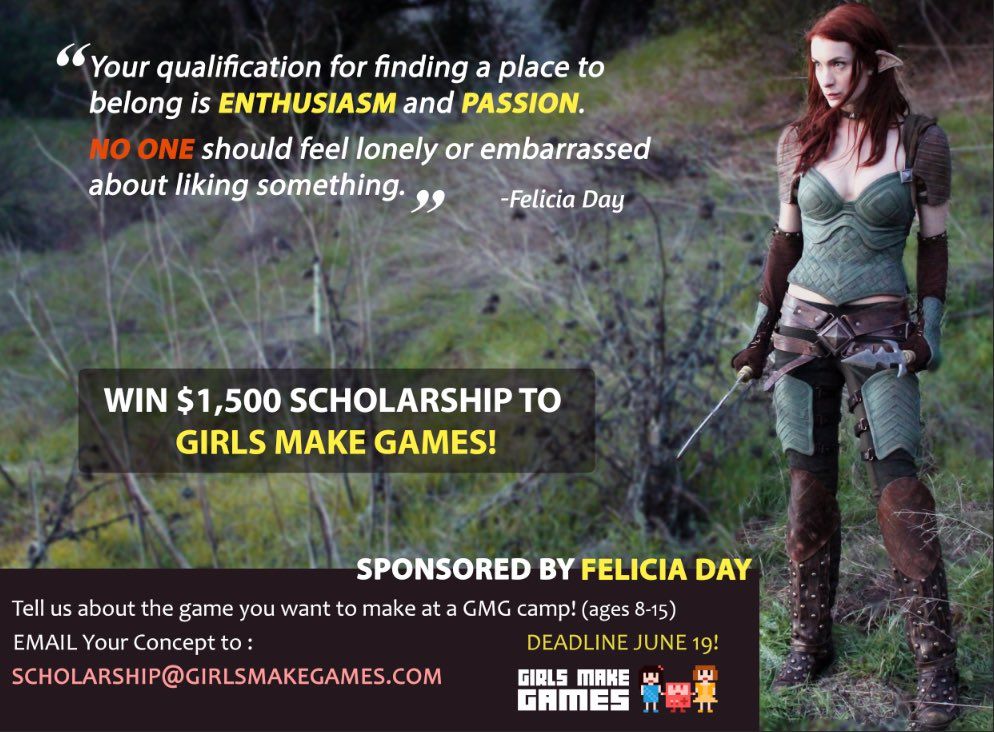 “Your qualification for finding a place to
belong is ENTHUSIASM and PASSION.
NO ONE should feel lonely or embarrassed
about liking something.”
-Felicia Day
WIN $1,500 SCHOLARSHIP TO
GIRLS MAKE GAMES!
SPONSORED BY FELICIA DAY
Tell us about the game you want to make at a GMG camp! (ages 8-15)
EMAIL Your Concept to :
DEADLINE JUNE 19!
SCHOLARSHIP@GIRLSMAKEGAMES.COM
GIRLS MAKE
GAMES